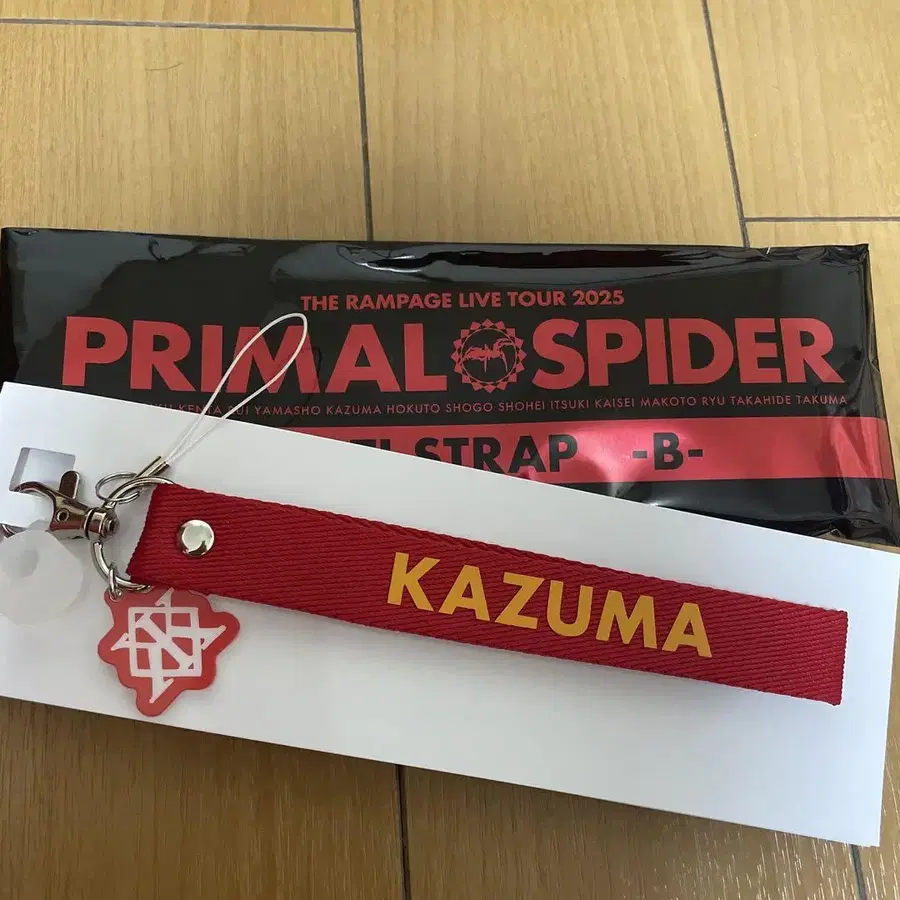 THE RAMPAGE LIVE TOUR 2025
PRIMAL SPIDER
YAMASHO KAZUMA HOKUTO SHOGO SHOHEI ITSUKI KAISEI MAKOTO RYU TAKAHIDE TAKUMA
STRAP -B-
KAZUMA